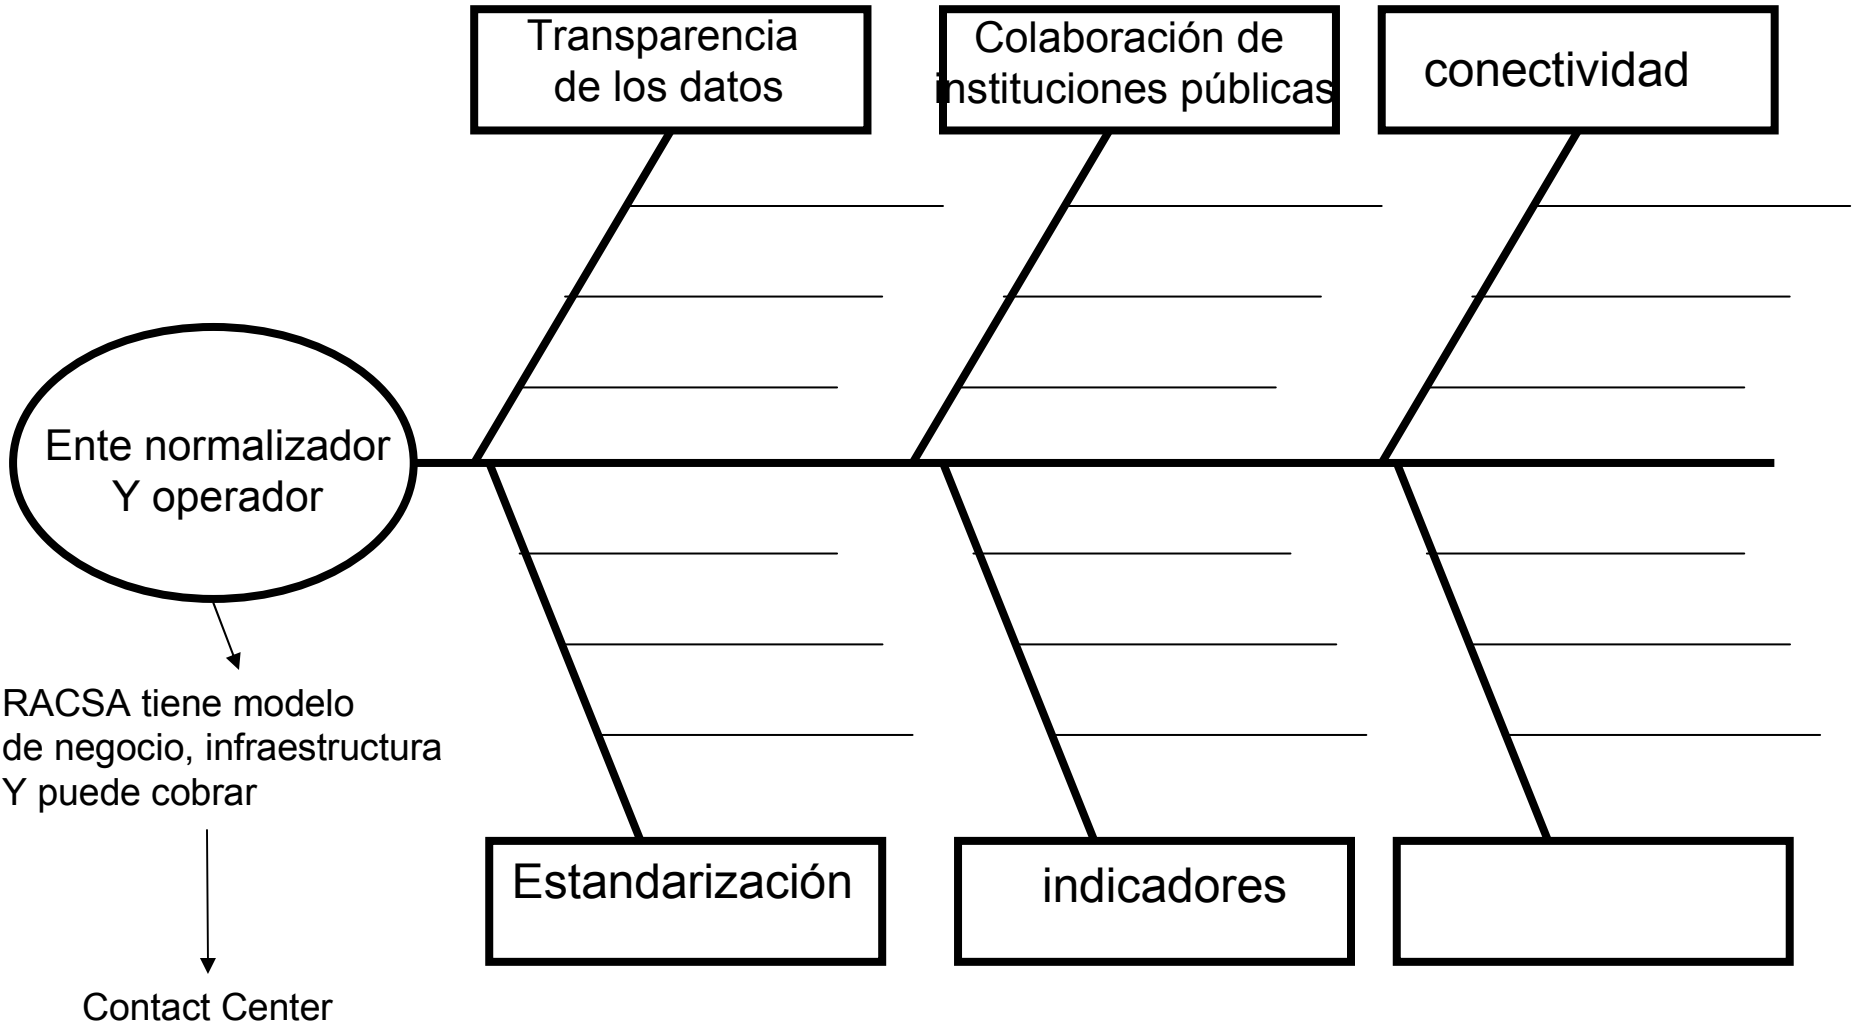 Transparencia
de los datos
Colaboración de
instituciones públicas
conectividad
Ente normalizador
Y operador
RACSA tiene modelo
de negocio, infraestructura
Y puede cobrar
Contact Center
Estandarización
indicadores